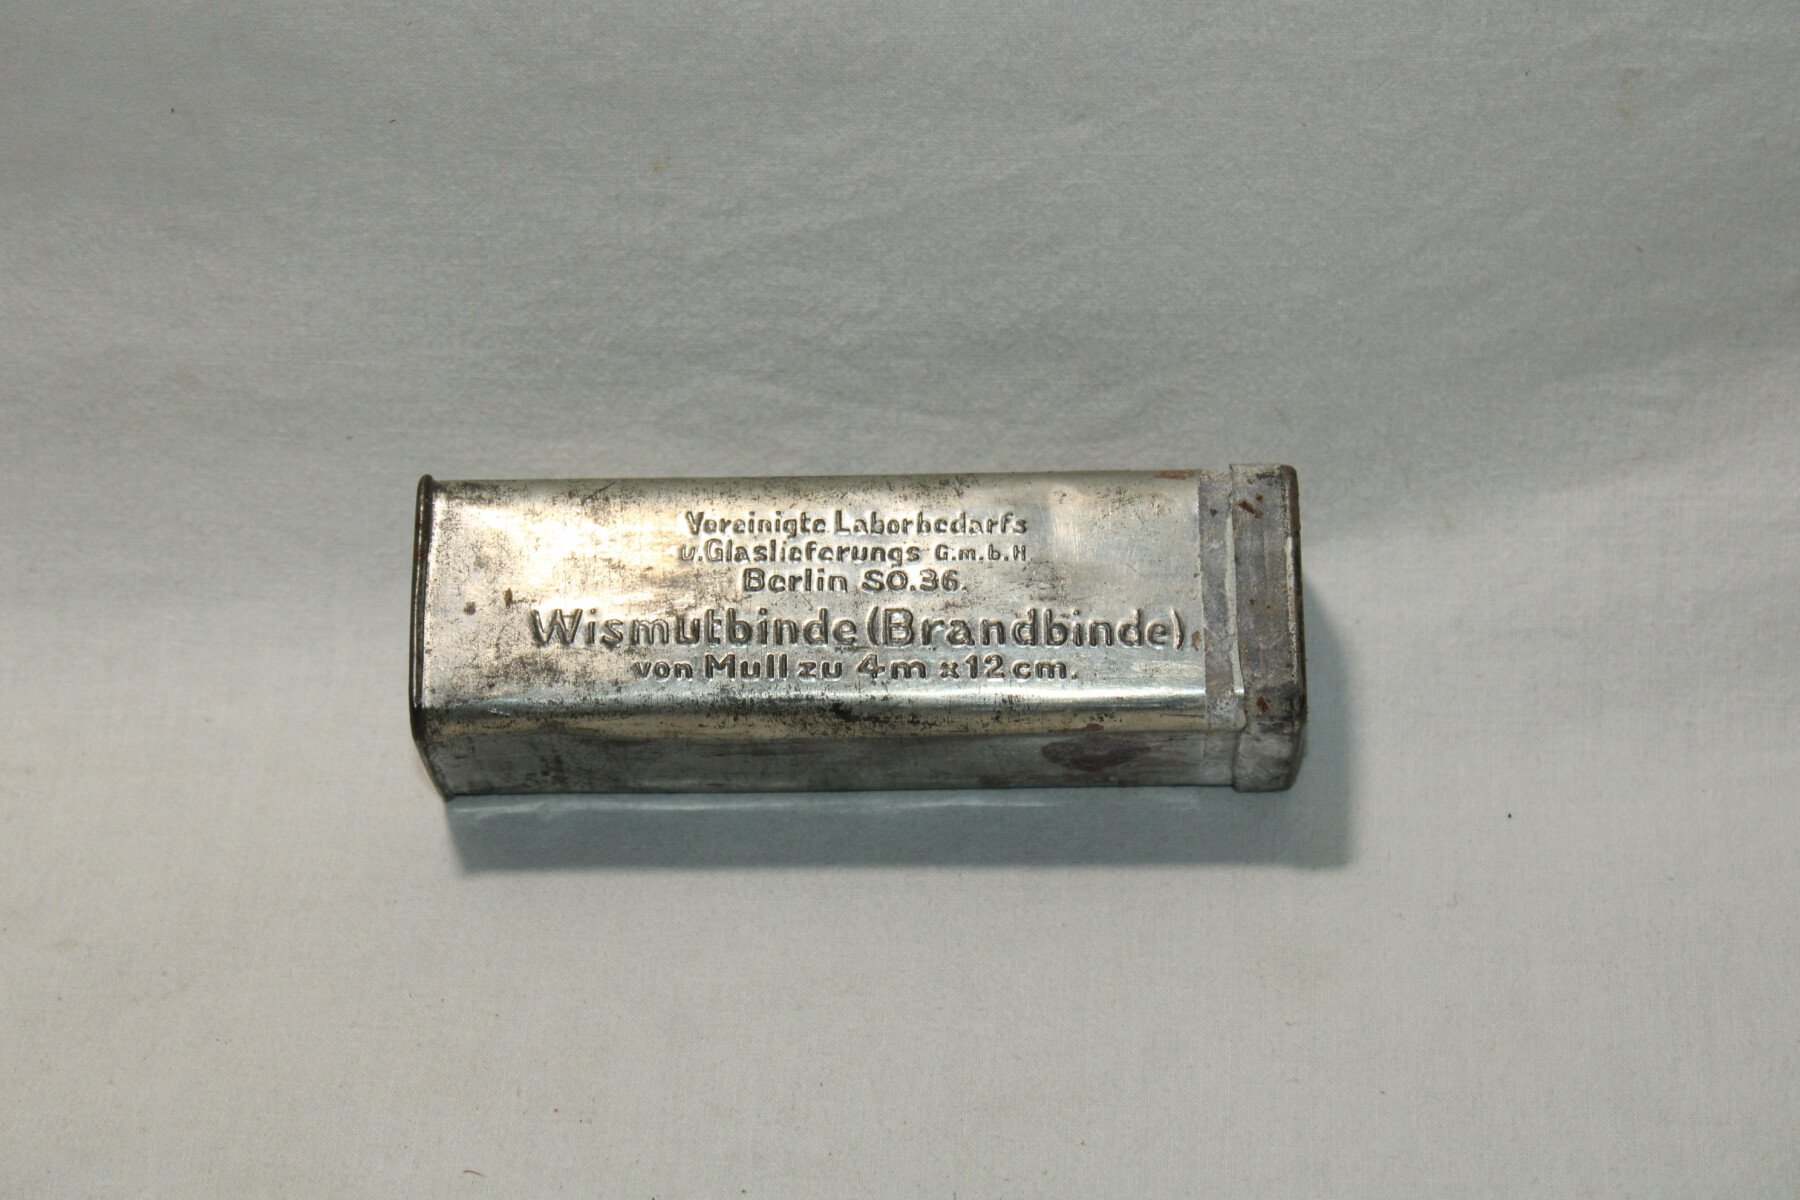 Vereinigte Laborbedarfs
u. Glaslieferungs G.m.b.H
Berlin SO.36.
Wismutbinde (Brandbinde).
von Mull zu 4 m x 12 cm.